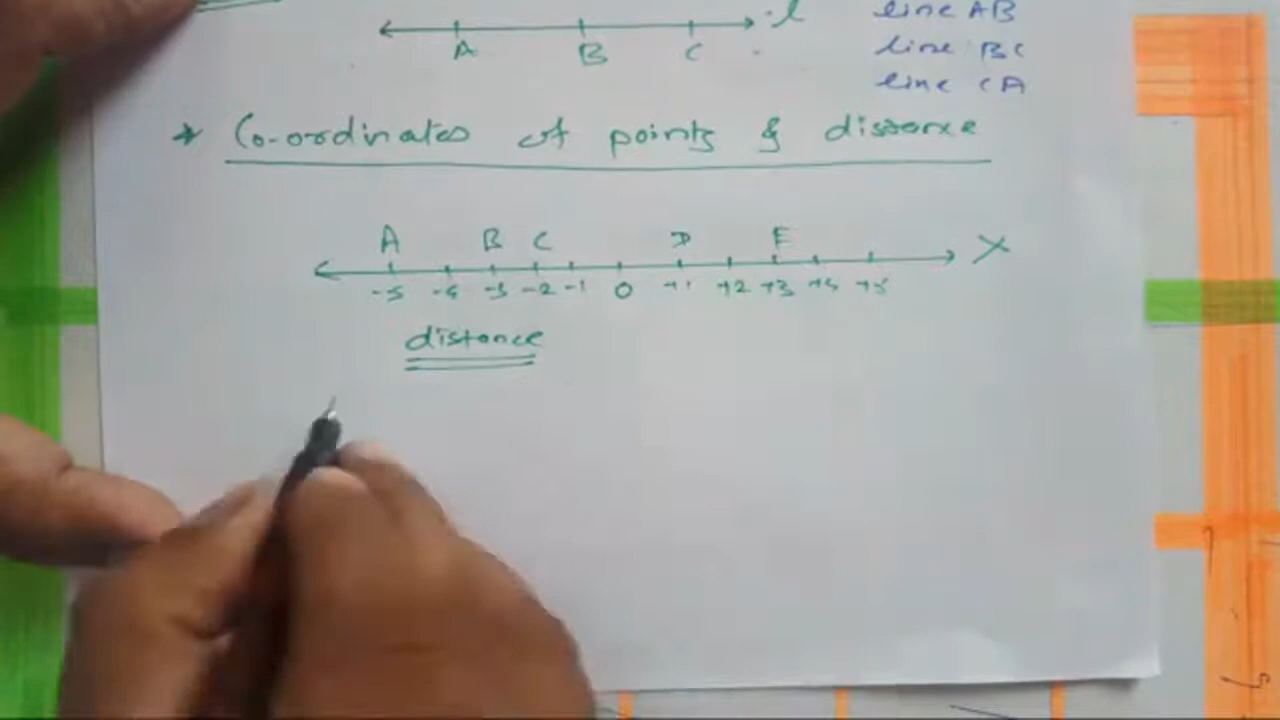 l
line AB
A B C
line BC
line CA
* Co-ordinates of points & distance
A B C D E
X
-5 -4 -3 -2 -1 0 +1 +2 +3 +4 +5
distance